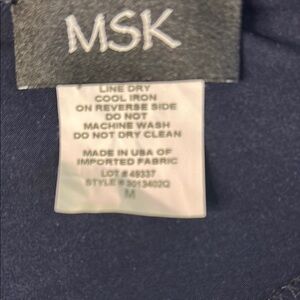 MSK
LINE DRY
COOL IRON
ON REVERSE SIDE
DO NOT
MACHINE WASH
DO NOT DRY CLEAN
MADE IN USA OF
IMPORTED FABRIC
LOT # 49337
STYLE # 3013402Q
M